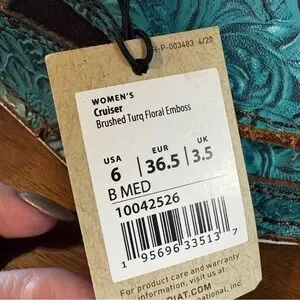 R-P-003483 4/20
WOMEN'S
Cruiser
Brushed Turq Floral Emboss
USA EUR UK
6 36.5 3.5
B MED
10042526
1 95696 33513 7
For product care and warranty
information, visit us at: